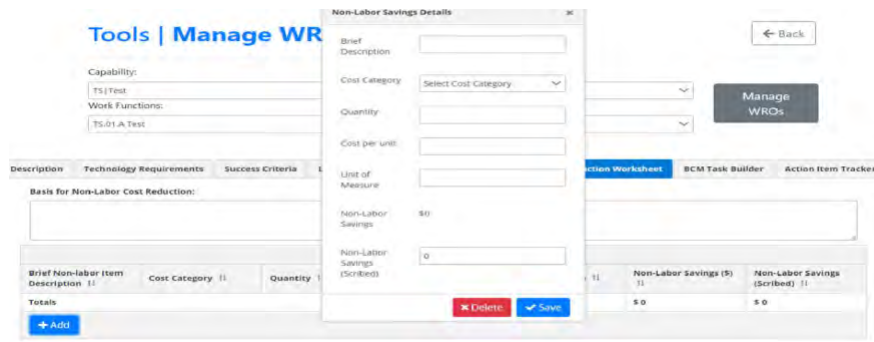 Non-Labor Savings Details ×
Tools | Manage WR
← Back
Brief Description
Capability:
TS|Test
Cost Category Select Cost Category
Manage WROs
Work Functions:
TS.01.A Test
Quantity
Cost per unit
Description Technology Requirements Success Criteria ction Worksheet BCM Task Builder Action Item Tracker
Unit of Measure
Basis for Non-Labor Cost Reduction:
Non-Labor Savings $0
Non-Labor Savings (Scribed) 0
Brief Non-labor Item Description Cost Category Quantity Non-Labor Savings ($) Non-Labor Savings (Scribed)
Totals $ 0 $ 0
× Delete ✓ Save
+ Add